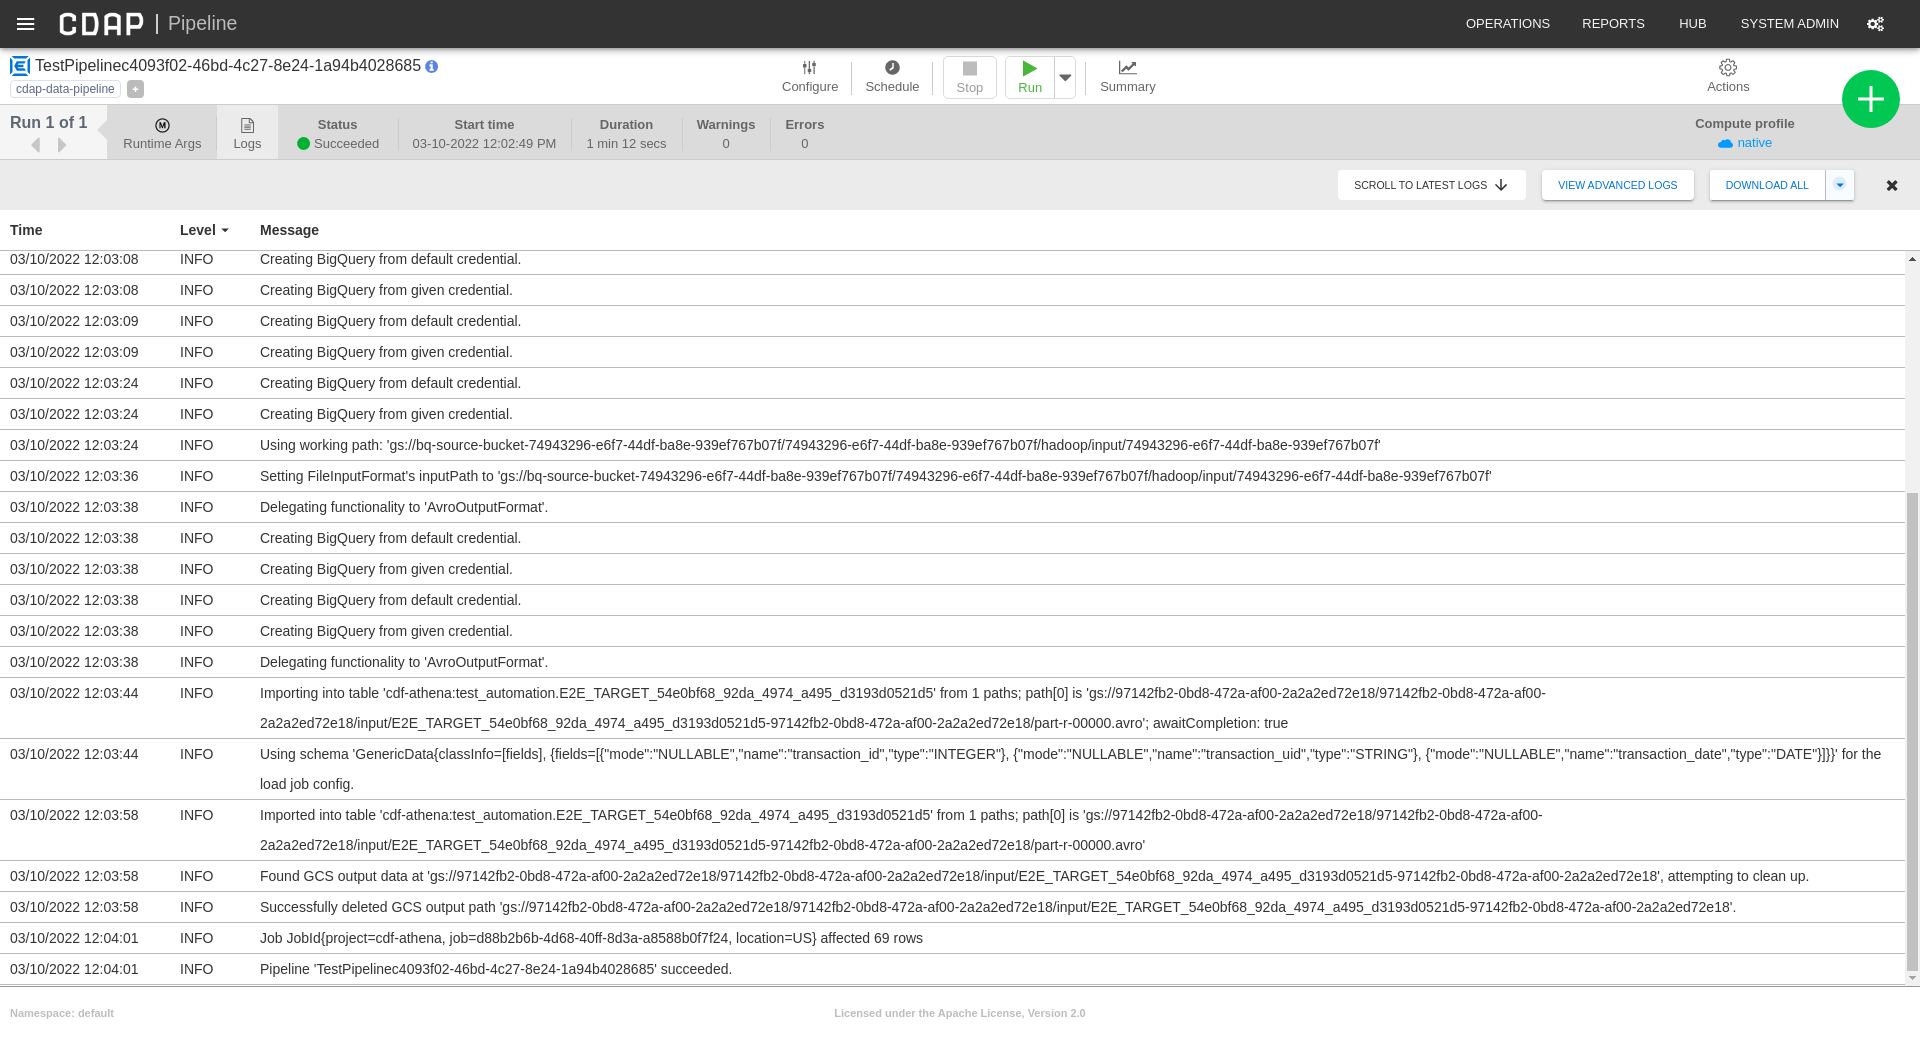 CDAP | Pipeline
OPERATIONS REPORTS HUB SYSTEM ADMIN
TestPipelinec4093f02-46bd-4c27-8e24-1a94b4028685
cdap-data-pipeline +
Configure Schedule Stop Run Summary Actions
Run 1 of 1
Runtime Args
Logs
Status
Succeeded
Start time
03-10-2022 12:02:49 PM
Duration
1 min 12 secs
Warnings
0
Errors
0
Compute profile
native
SCROLL TO LATEST LOGS VIEW ADVANCED LOGS DOWNLOAD ALL
Time Level Message
03/10/2022 12:03:08 INFO Creating BigQuery from default credential.
03/10/2022 12:03:08 INFO Creating BigQuery from given credential.
03/10/2022 12:03:09 INFO Creating BigQuery from default credential.
03/10/2022 12:03:09 INFO Creating BigQuery from given credential.
03/10/2022 12:03:24 INFO Creating BigQuery from default credential.
03/10/2022 12:03:24 INFO Creating BigQuery from given credential.
03/10/2022 12:03:24 INFO Using working path: 'gs://bq-source-bucket-74943296-e6f7-44df-ba8e-939ef767b07f/74943296-e6f7-44df-ba8e-939ef767b07f/hadoop/input/74943296-e6f7-44df-ba8e-939ef767b07f'
03/10/2022 12:03:36 INFO Setting FileInputFormat's inputPath to 'gs://bq-source-bucket-74943296-e6f7-44df-ba8e-939ef767b07f/74943296-e6f7-44df-ba8e-939ef767b07f/hadoop/input/74943296-e6f7-44df-ba8e-939ef767b07f'
03/10/2022 12:03:38 INFO Delegating functionality to 'AvroOutputFormat'.
03/10/2022 12:03:38 INFO Creating BigQuery from default credential.
03/10/2022 12:03:38 INFO Creating BigQuery from given credential.
03/10/2022 12:03:38 INFO Creating BigQuery from default credential.
03/10/2022 12:03:38 INFO Creating BigQuery from given credential.
03/10/2022 12:03:38 INFO Delegating functionality to 'AvroOutputFormat'.
03/10/2022 12:03:44 INFO Importing into table 'cdf-athena:test_automation.E2E_TARGET_54e0bf68_92da_4974_a495_d3193d0521d5' from 1 paths; path[0] is 'gs://97142fb2-0bd8-472a-af00-2a2a2ed72e18/97142fb2-0bd8-472a-af00-
2a2a2ed72e18/input/E2E_TARGET_54e0bf68_92da_4974_a495_d3193d0521d5-97142fb2-0bd8-472a-af00-2a2a2ed72e18/part-r-00000.avro'; awaitCompletion: true
03/10/2022 12:03:44 INFO Using schema 'GenericData{classInfo=[fields], {fields=[{"mode":"NULLABLE","name":"transaction_id","type":"INTEGER"}, {"mode":"NULLABLE","name":"transaction_uid","type":"STRING"}, {"mode":"NULLABLE","name":"transaction_date","type":"DATE"}]}}' for the
load job config.
03/10/2022 12:03:58 INFO Imported into table 'cdf-athena:test_automation.E2E_TARGET_54e0bf68_92da_4974_a495_d3193d0521d5' from 1 paths; path[0] is 'gs://97142fb2-0bd8-472a-af00-2a2a2ed72e18/97142fb2-0bd8-472a-af00-
2a2a2ed72e18/input/E2E_TARGET_54e0bf68_92da_4974_a495_d3193d0521d5-97142fb2-0bd8-472a-af00-2a2a2ed72e18/part-r-00000.avro'
03/10/2022 12:03:58 INFO Found GCS output data at 'gs://97142fb2-0bd8-472a-af00-2a2a2ed72e18/97142fb2-0bd8-472a-af00-2a2a2ed72e18/input/E2E_TARGET_54e0bf68_92da_4974_a495_d3193d0521d5-97142fb2-0bd8-472a-af00-2a2a2ed72e18', attempting to clean up.
03/10/2022 12:03:58 INFO Successfully deleted GCS output path 'gs://97142fb2-0bd8-472a-af00-2a2a2ed72e18/97142fb2-0bd8-472a-af00-2a2a2ed72e18/input/E2E_TARGET_54e0bf68_92da_4974_a495_d3193d0521d5-97142fb2-0bd8-472a-af00-2a2a2ed72e18'.
03/10/2022 12:04:01 INFO Job JobId{project=cdf-athena, job=d88b2b6b-4d68-40ff-8d3a-a8588b0f7f24, location=US} affected 69 rows
03/10/2022 12:04:01 INFO Pipeline 'TestPipelinec4093f02-46bd-4c27-8e24-1a94b4028685' succeeded.
Namespace: default Licensed under the Apache License, Version 2.0